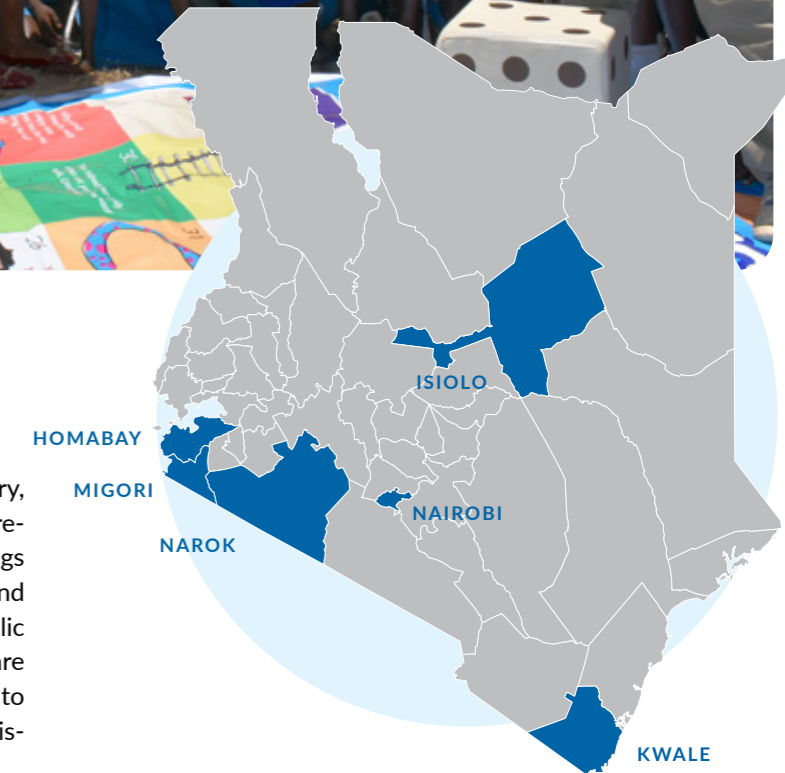 ISIOLO
HOMABAY
MIGORI
NAIROBI
NAROK
KWALE
ry,
re-
gs
nd
lic
are
to
is-